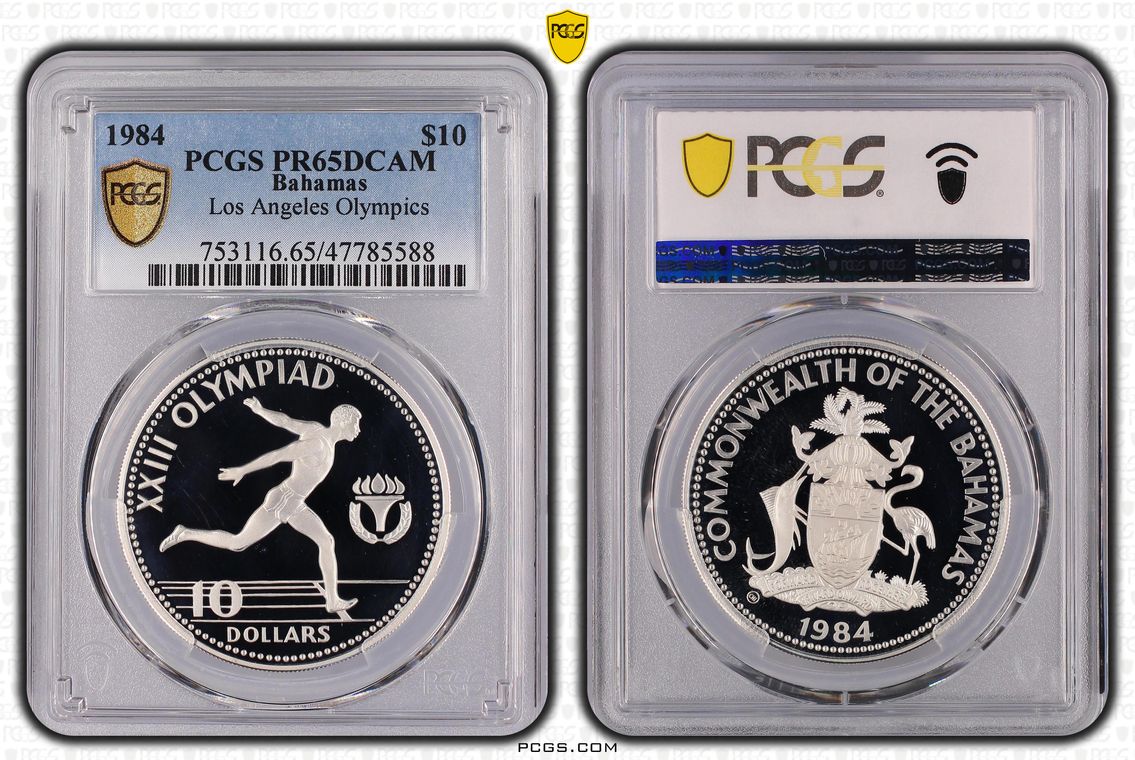 PCGS
1984 $10
PCGS PR65DCAM
Bahamas
Los Angeles Olympics
PCGS
753116.65/47785588
XXIII OLYMPIAD
10
DOLLARS
PCGS
PCGS
COMMONWEALTH OF THE BAHAMAS
1984
PCGS.COM